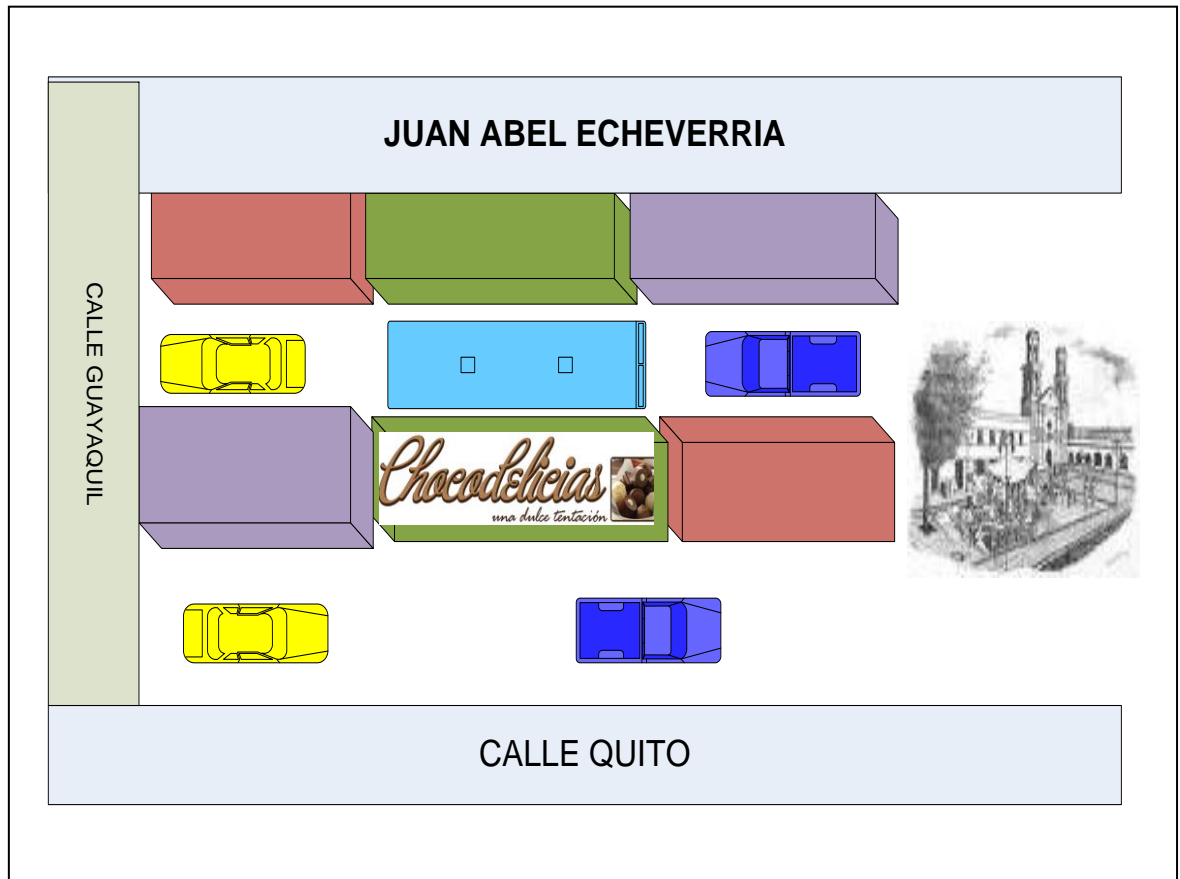 JUAN ABEL ECHEVERRIA
CALLE GUAYAQUIL
Chocodelicias
una dulce tentación
CALLE QUITO